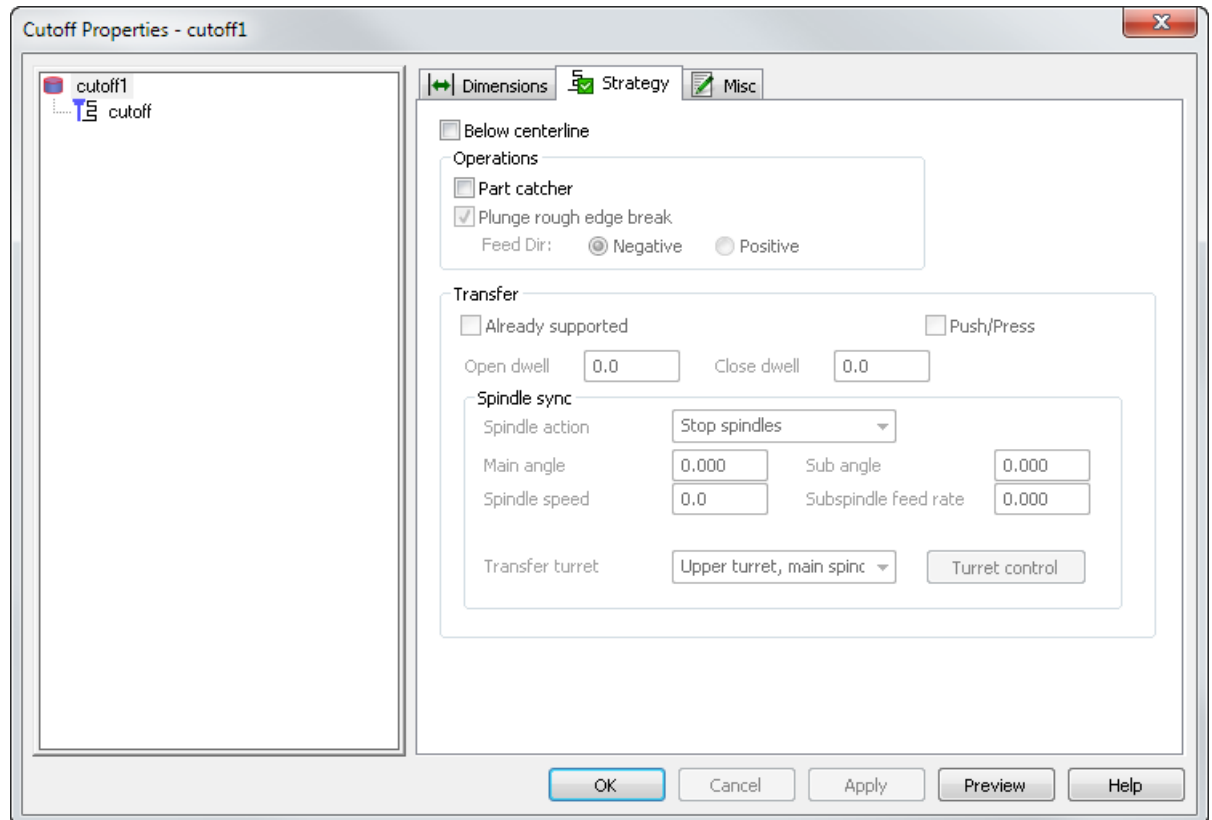 Cutoff Properties - cutoff1
cutoff1
cutoff
Dimensions Strategy Misc
Below centerline
Operations
Part catcher
Plunge rough edge break
Feed Dir: Negative Positive
Transfer
Already supported Push/Press
Open dwell 0.0 Close dwell 0.0
Spindle sync
Spindle action Stop spindles
Main angle 0.000 Sub angle 0.000
Spindle speed 0.0 Subspindle feed rate 0.000
Transfer turret Upper turret, main spinc Turret control
OK Cancel Apply Preview Help